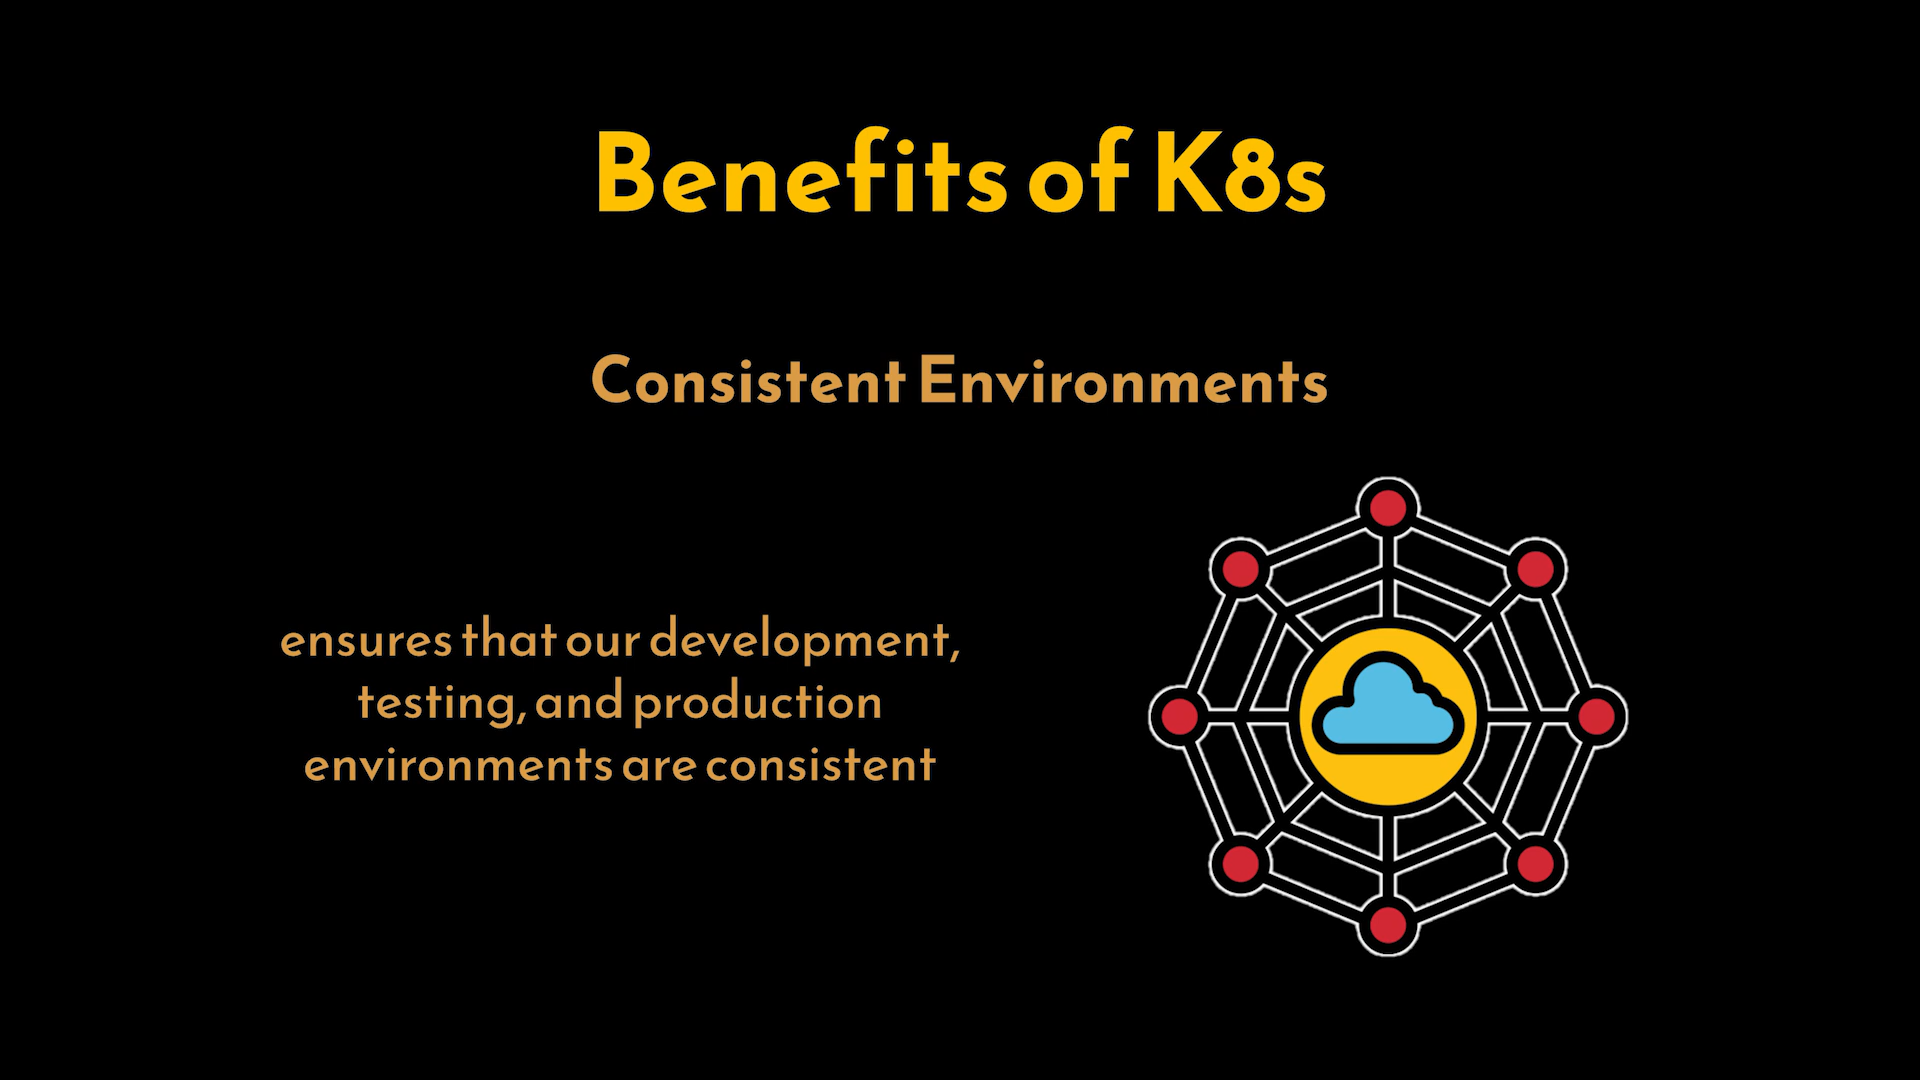 Benefits of K8s
Consistent Environments
ensures that our development,
testing, and production
environments are consistent